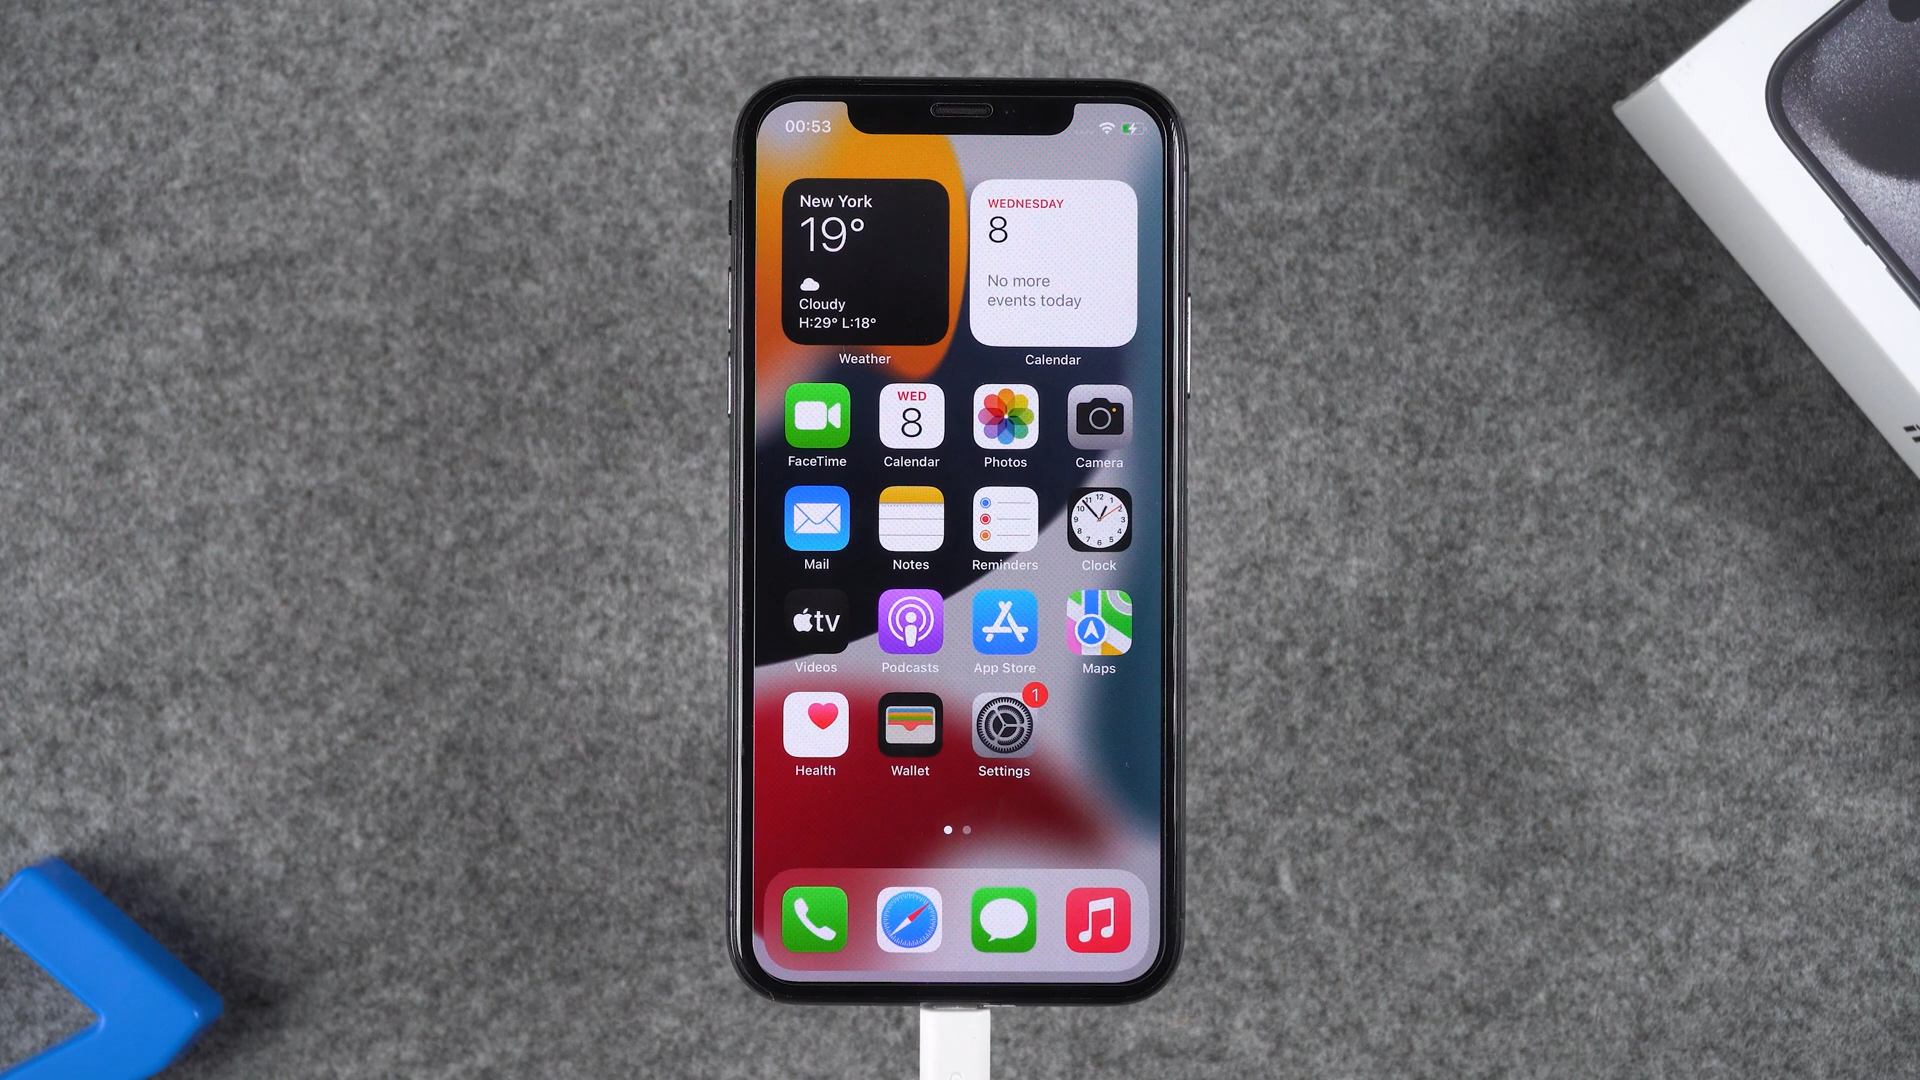 00:53
New York
19°
Cloudy
H:29° L:18°
Weather
WEDNESDAY
8
No more
events today
Calendar
WED
8
FaceTime
Calendar
Photos
Camera
Mail
Notes
Reminders
Clock
tv
Videos
Podcasts
App Store
Maps
1
Health
Wallet
Settings